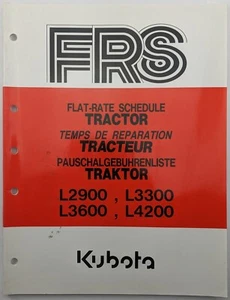 FRS
FLAT-RATE SCHEDULE
TRACTOR
TEMPS DE REPARATION
TRACTEUR
PAUSCHALGEBUHRENLISTE
TRAKTOR
L2900 , L3300
L3600 , L4200
Kubota